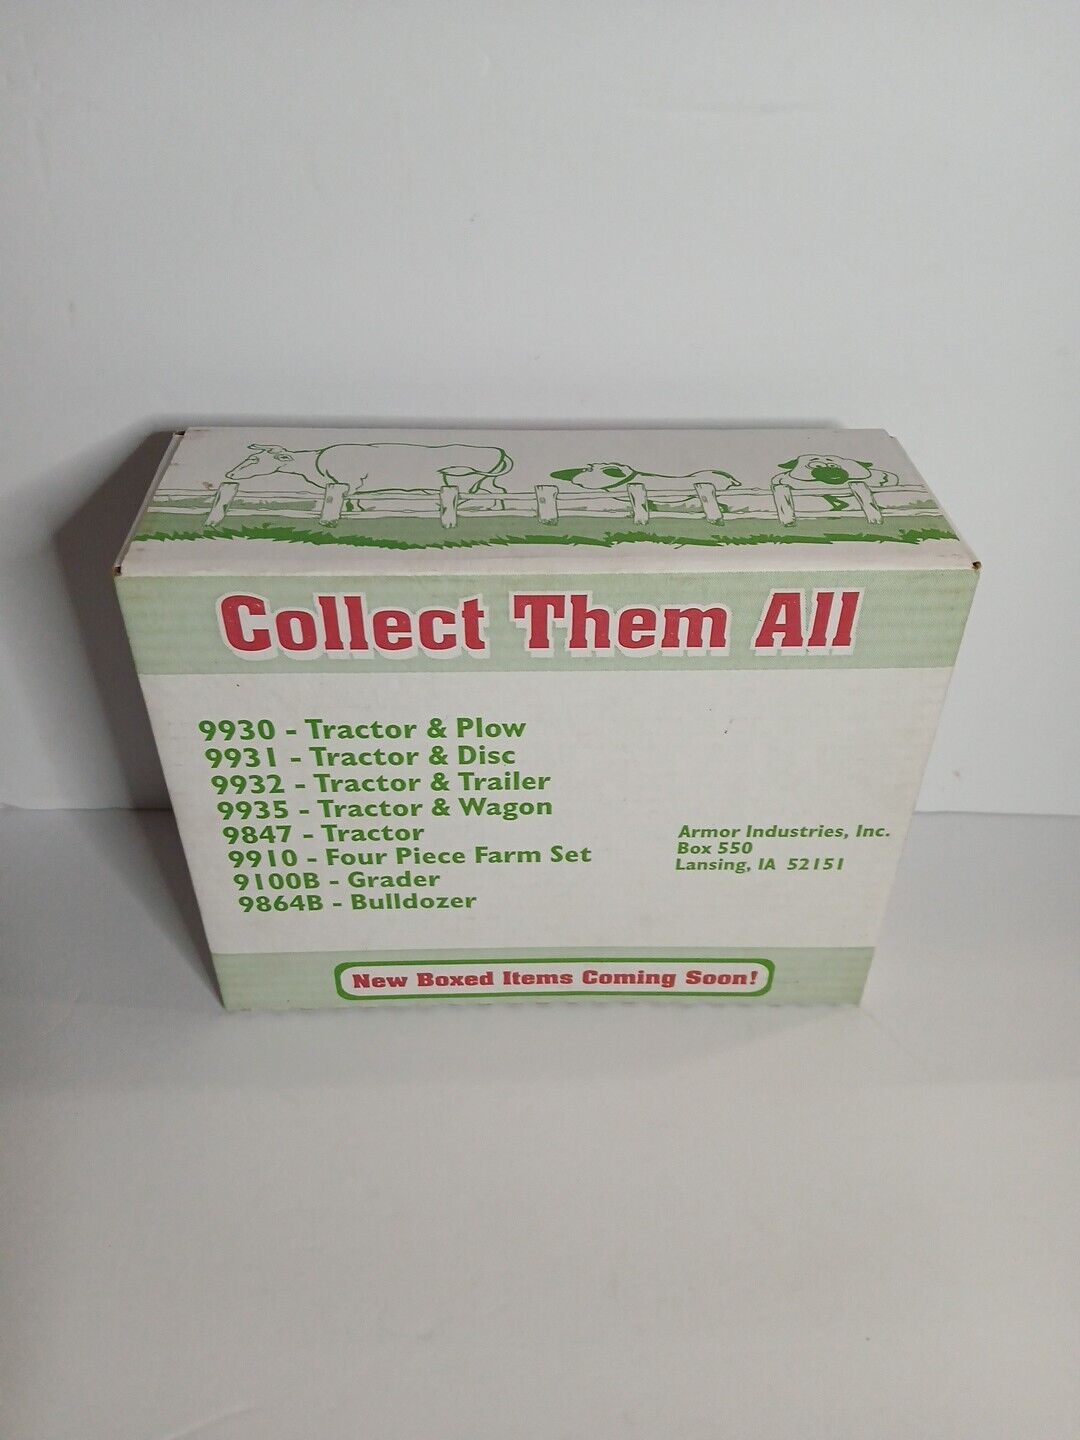 Collect Them All
9930 - Tractor & Plow
9931 - Tractor & Disc
9932 - Tractor & Trailer
9935 - Tractor & Wagon
9847 - Tractor
9910 - Four Piece Farm Set
9100B - Grader
9864B - Bulldozer
Armor Industries, Inc.
Box 550
Lansing, IA 52151
New Boxed Items Coming Soon!